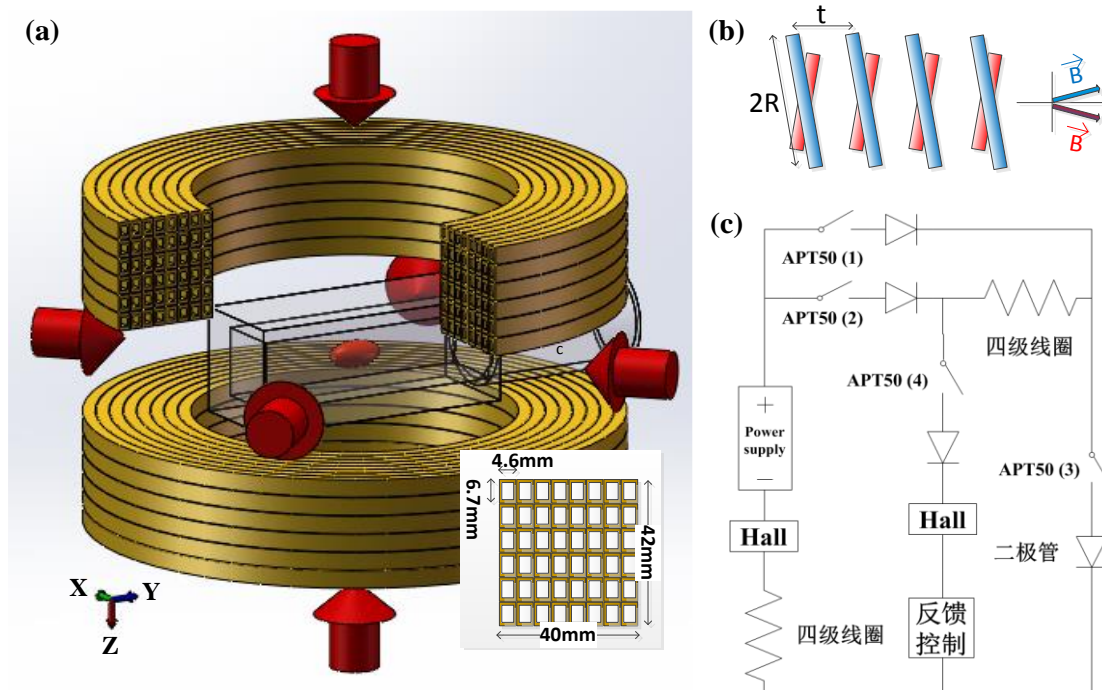 (a)
c
4.6mm
6.7mm
42mm
40mm
X
Y
Z
(b)
t
2R
B
B
(c)
APT50 (1)
APT50 (2)
四级线圈
APT50 (4)
+
Power
supply
−
APT50 (3)
Hall
Hall
二极管
四级线圈
反馈
控制